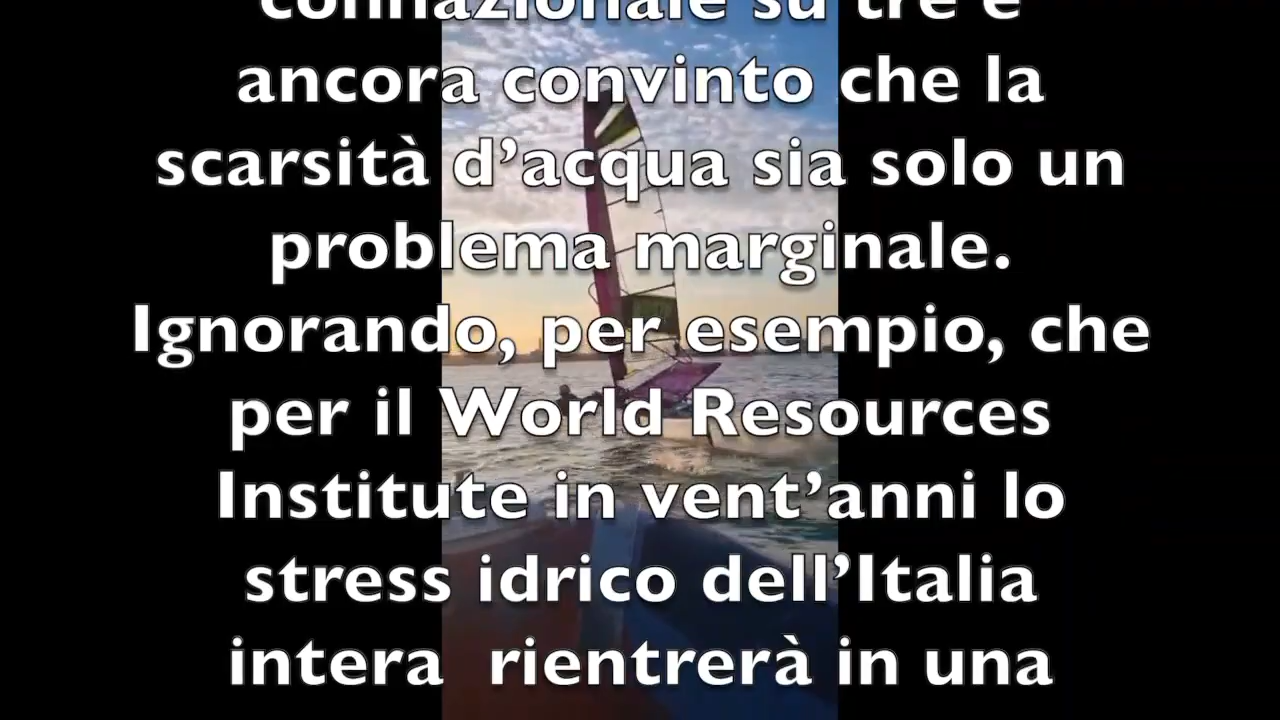 connazionale su tre è
ancora convinto che la
scarsità d’acqua sia solo un
problema marginale.
Ignorando, per esempio, che
per il World Resources
Institute in vent’anni lo
stress idrico dell’Italia
intera  rientrerà in una